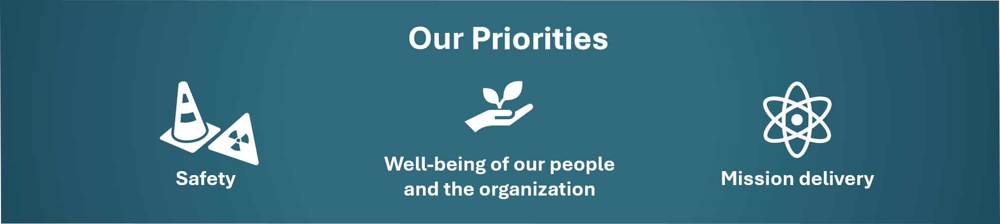 Our Priorities
Safety
Well-being of our people
and the organization
Mission delivery